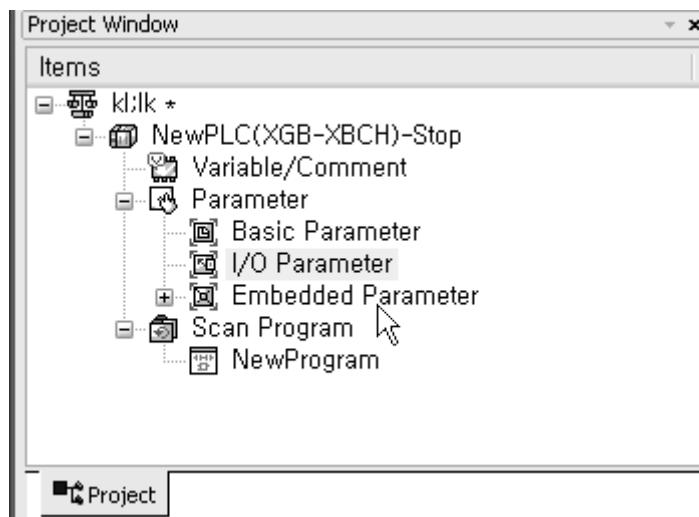 Project Window
Items
kl;lk *
NewPLC(XGB-XBCH)-Stop
Variable/Comment
Parameter
Basic Parameter
I/O Parameter
Embedded Parameter
Scan Program
NewProgram
Project